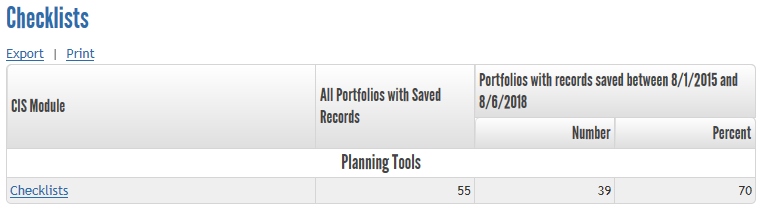 Checklists
Export | Print
CIS Module
All Portfolios with Saved
Records
Portfolios with records saved between 8/1/2015 and
8/6/2018
Number
Percent
Planning Tools
Checklists 55 39 70